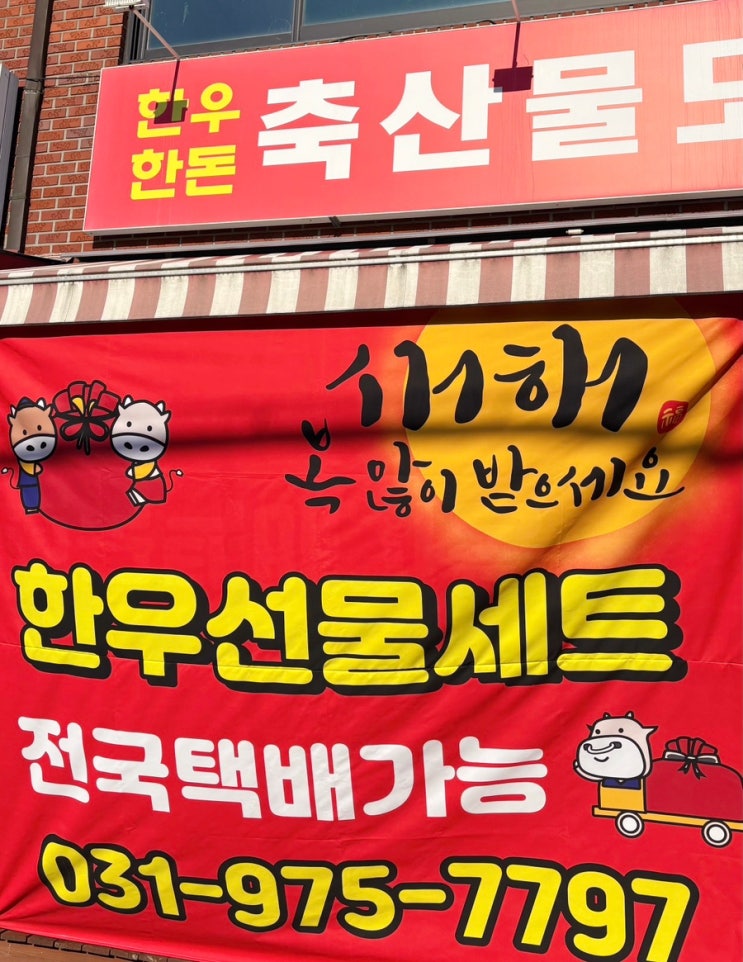 한우
한돈
축산물
새해
복 많이 받으세요
한우선물세트
전국택배가능
031-975-7797